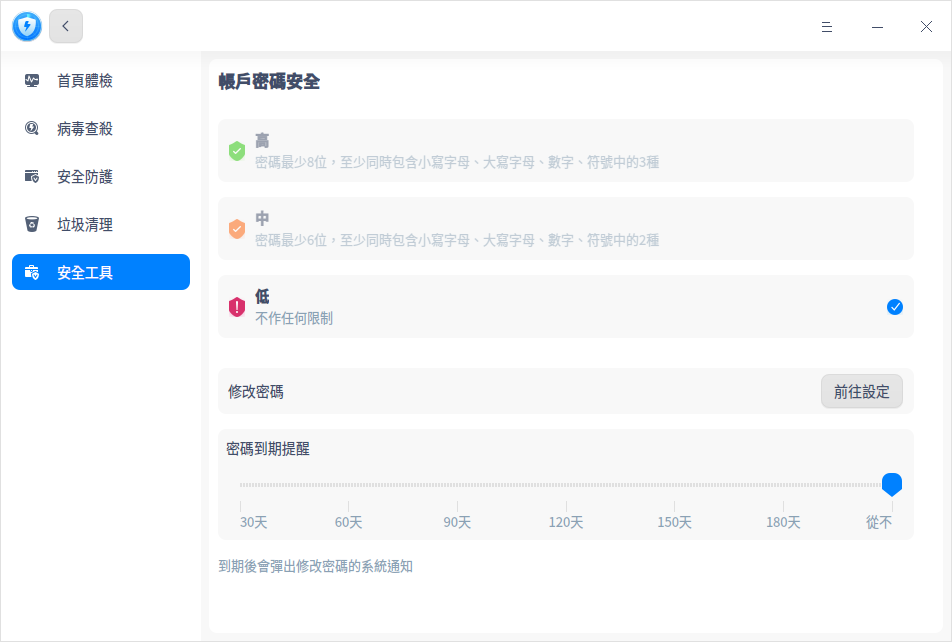 首頁體檢
病毒查殺
安全防護
垃圾清理
安全工具
帳戶密碼安全
高
密碼最少8位，至少同時包含小寫字母、大寫字母、數字、符號中的3種
中
密碼最少6位，至少同時包含小寫字母、大寫字母、數字、符號中的2種
低
不作任何限制
修改密碼
前往設定
密碼到期提醒
30天 60天 90天 120天 150天 180天 從不
到期後會彈出修改密碼的系統通知